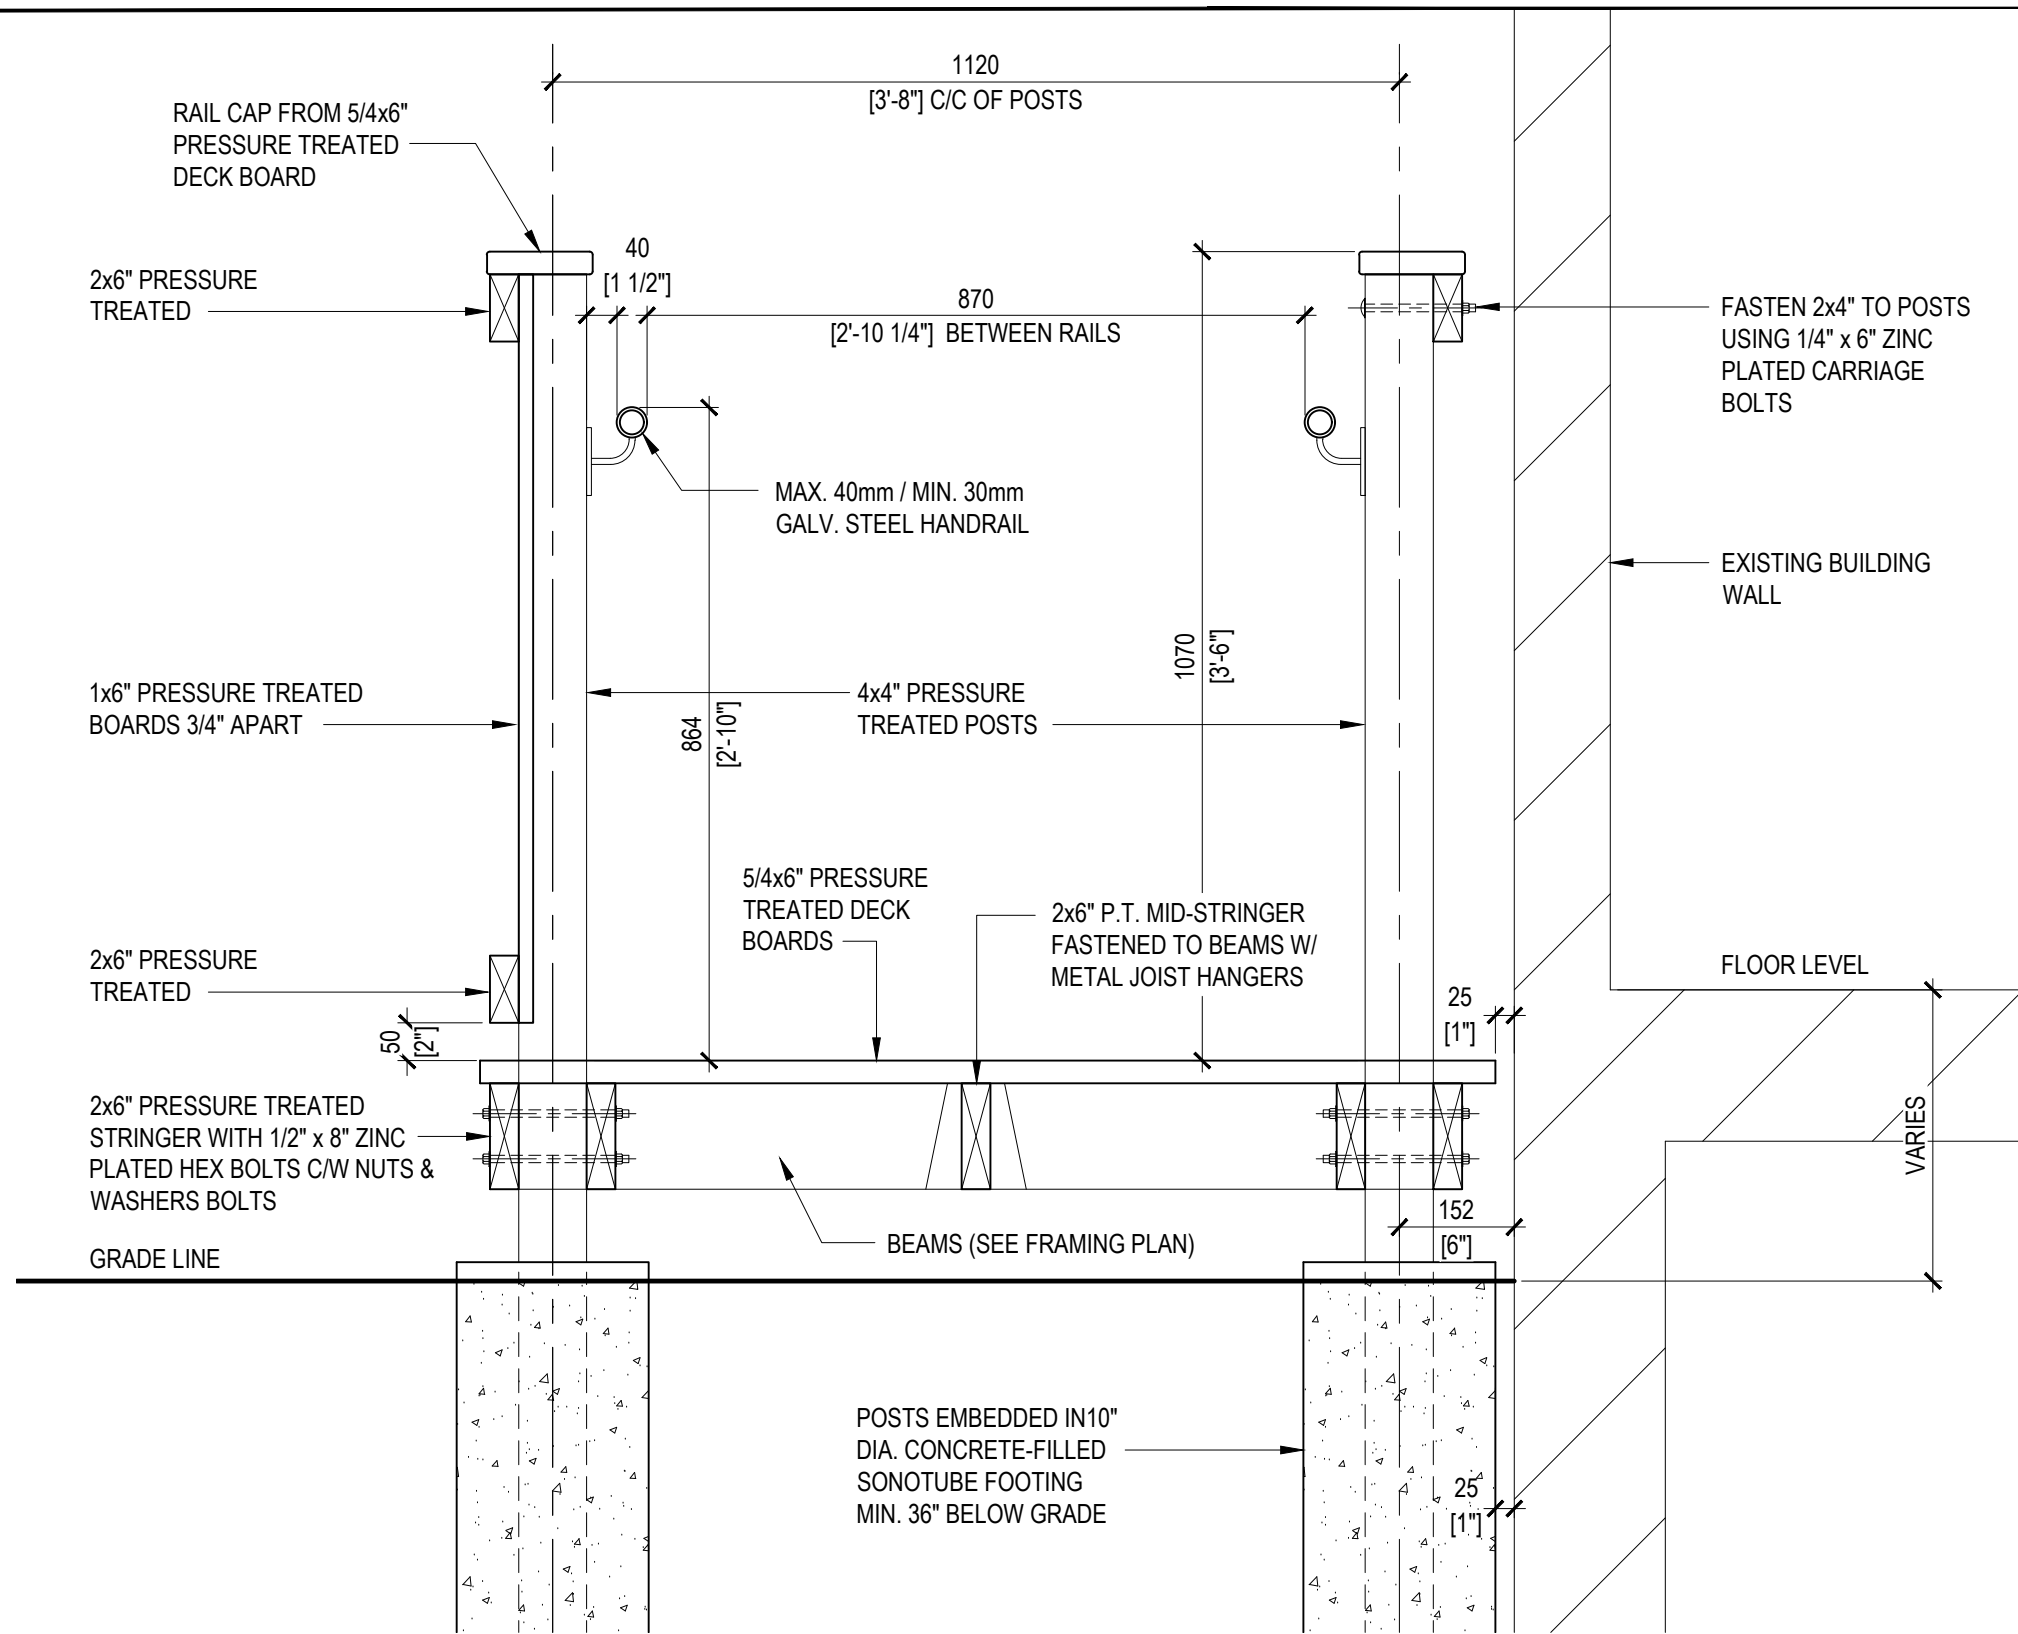 1120
[3'-8"] C/C OF POSTS
RAIL CAP FROM 5/4x6"
PRESSURE TREATED
DECK BOARD
40
[1 1/2"]
2x6" PRESSURE
TREATED
870
[2'-10 1/4"] BETWEEN RAILS
FASTEN 2x4" TO POSTS
USING 1/4" x 6" ZINC
PLATED CARRIAGE
BOLTS
MAX. 40mm / MIN. 30mm
GALV. STEEL HANDRAIL
EXISTING BUILDING
WALL
1070
[3'-6"]
1x6" PRESSURE TREATED
BOARDS 3/4" APART
864
[2'-10"]
4x4" PRESSURE
TREATED POSTS
5/4x6" PRESSURE
TREATED DECK
BOARDS
2x6" P.T. MID-STRINGER
FASTENED TO BEAMS W/
METAL JOIST HANGERS
2x6" PRESSURE
TREATED
FLOOR LEVEL
25
[1"]
50
[2"]
2x6" PRESSURE TREATED
STRINGER WITH 1/2" x 8" ZINC
PLATED HEX BOLTS C/W NUTS &
WASHERS BOLTS
VARIES
152
[6"]
BEAMS (SEE FRAMING PLAN)
GRADE LINE
POSTS EMBEDDED IN10"
DIA. CONCRETE-FILLED
SONOTUBE FOOTING
MIN. 36" BELOW GRADE
25
[1"]